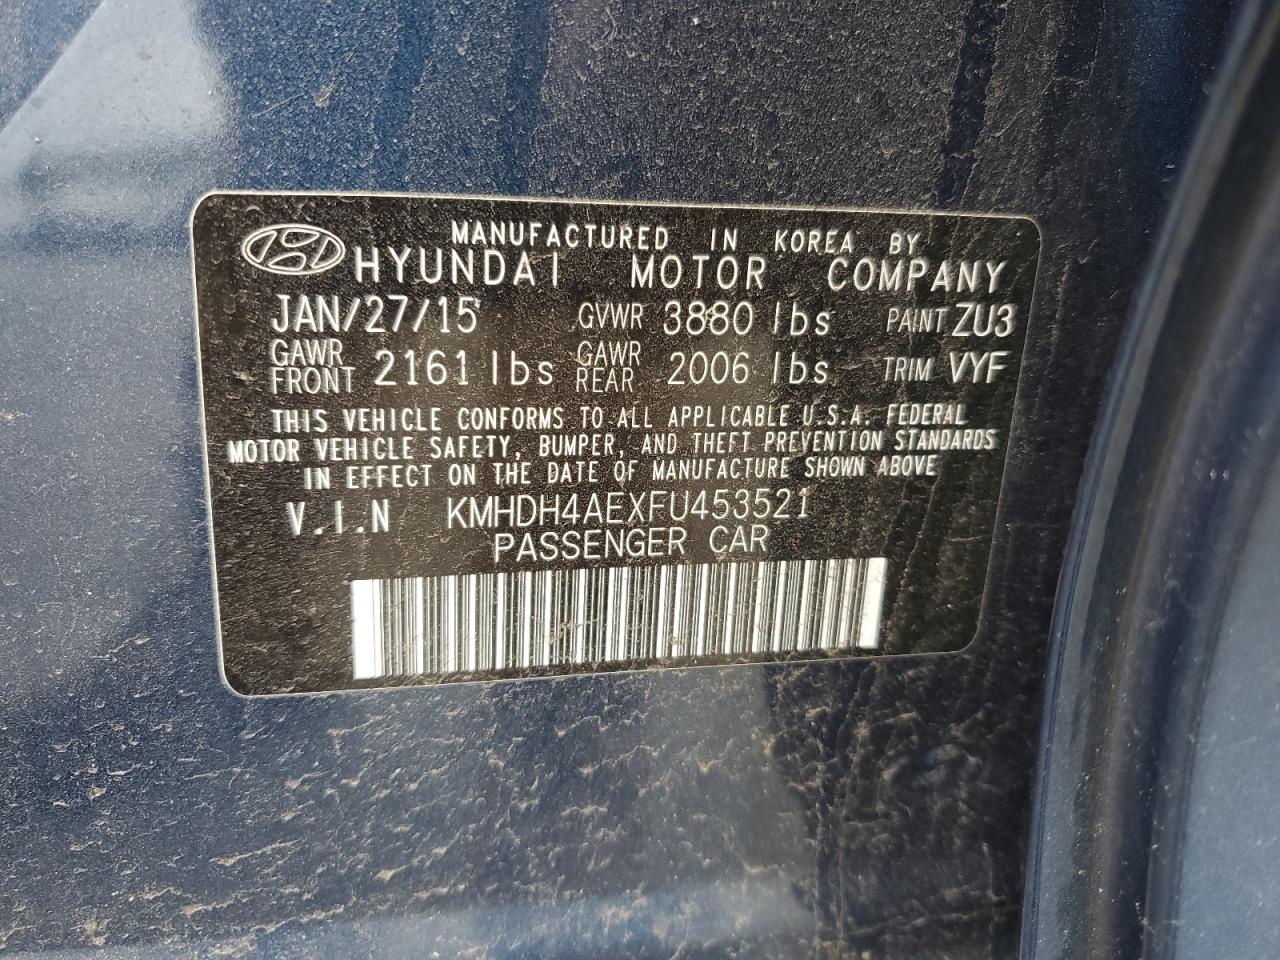 MANUFACTURED IN KOREA BY
HYUNDAI MOTOR COMPANY
JAN/27/15 GVWR 3880 lbs PAINT ZU3
GAWR FRONT 2161 lbs GAWR REAR 2006 lbs TRIM VYF
THIS VEHICLE CONFORMS TO ALL APPLICABLE U.S.A. FEDERAL
MOTOR VEHICLE SAFETY, BUMPER, AND THEFT PREVENTION STANDARDS
IN EFFECT ON THE DATE OF MANUFACTURE SHOWN ABOVE
V.I.N KMHDH4AEXFU453521
PASSENGER CAR